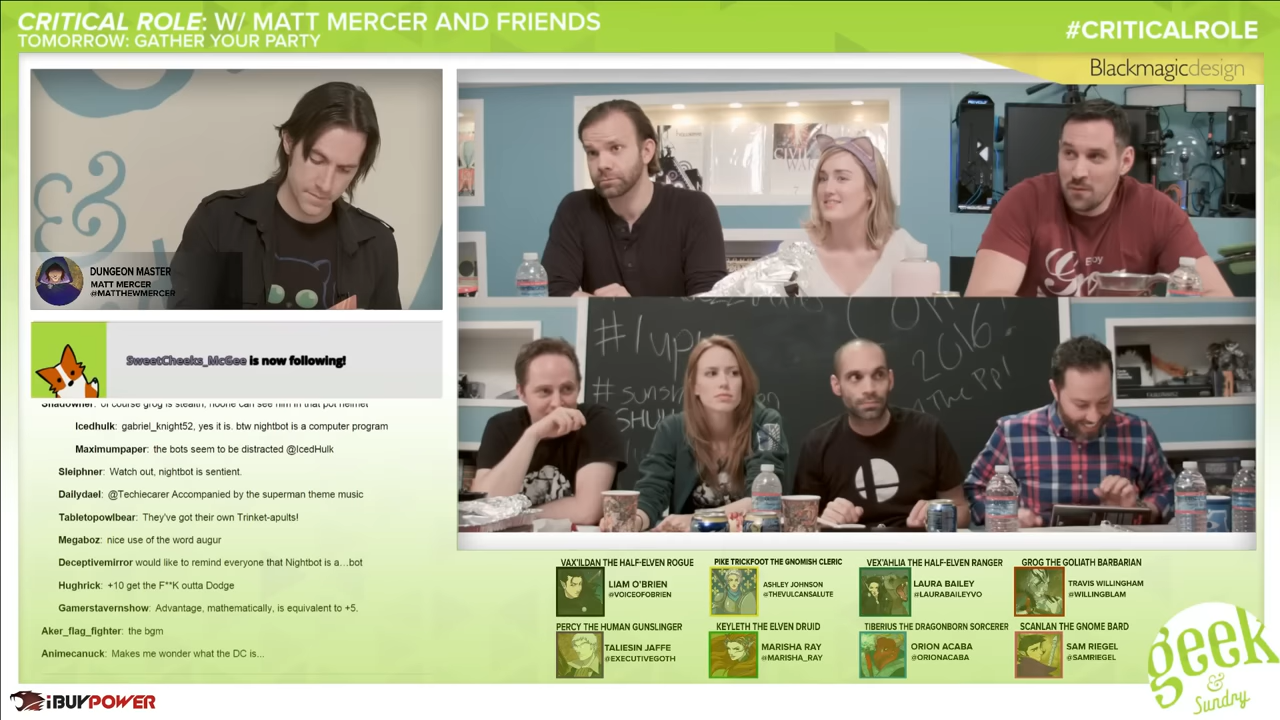 CRITICAL ROLE: W/ MATT MERCER AND FRIENDS
TOMORROW: GATHER YOUR PARTY
#CRITICALROLE
Blackmagicdesign
DUNGEON MASTER
MATT MERCER
@MATTHEWMERCER
SweetCheeks_McGee is now following!
Shadowner: of course grog is stealth, noone can see him in that pot helmet
Icedhulk: gabriel_knight52, yes it is. btw nightbot is a computer program
Maximumpaper: the bots seem to be distracted @IcedHulk
Sleiphner: Watch out, nightbot is sentient.
Dailydael: @Techiecarer Accompanied by the superman theme music
Tabletopowlbear: They've got their own Trinket-apults!
Megaboz: nice use of the word augur
Deceptivemirror would like to remind everyone that Nightbot is a...bot
Hughrick: +10 get the F**K outta Dodge
Gamerstavernshow: Advantage, mathematically, is equivalent to +5.
Aker_flag_fighter: the bgm
Animecanuck: Makes me wonder what the DC is...
CIVIL
WAR
Enjoy
#
2016
#
VAX'ILDAN THE HALF-ELVEN ROGUE
LIAM O'BRIEN
@VOICEOFOBRIEN
PIKE TRICKFOOT THE GNOMISH CLERIC
ASHLEY JOHNSON
@THEVULCANSALUTE
VEX'AHLIA THE HALF-ELVEN RANGER
LAURA BAILEY
@LAURABAILEYVO
GROG THE GOLIATH BARBARIAN
TRAVIS WILLINGHAM
@WILLINGBLAM
PERCY THE HUMAN GUNSLINGER
TALIESIN JAFFE
@EXECUTIVEGOTH
KEYLETH THE ELVEN DRUID
MARISHA RAY
@MARISHA_RAY
TIBERIUS THE DRAGONBORN SORCERER
ORION ACABA
@ORIONACABA
SCANLAN THE GNOME BARD
SAM RIEGEL
@SAMRIEGEL
geek
&
Sundry
iBUYPOWER